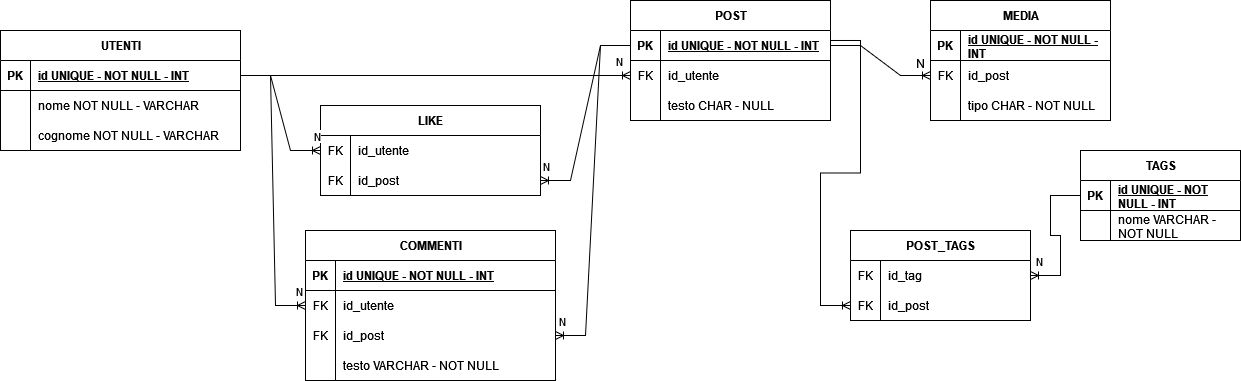 UTENTI
PK id UNIQUE - NOT NULL - INT
nome NOT NULL - VARCHAR
cognome NOT NULL - VARCHAR
POST
PK id UNIQUE - NOT NULL - INT
N FK id_utente
testo CHAR - NULL
MEDIA
PK id UNIQUE - NOT NULL -
INT
N FK id_post
tipo CHAR - NOT NULL
LIKE
N FK id_utente
FK id_post N
COMMENTI
PK id UNIQUE - NOT NULL - INT
N FK id_utente
FK id_post N
testo VARCHAR - NOT NULL
TAGS
PK id UNIQUE - NOT
NULL - INT
nome VARCHAR -
NOT NULL
POST_TAGS
FK id_tag N
N FK id_post